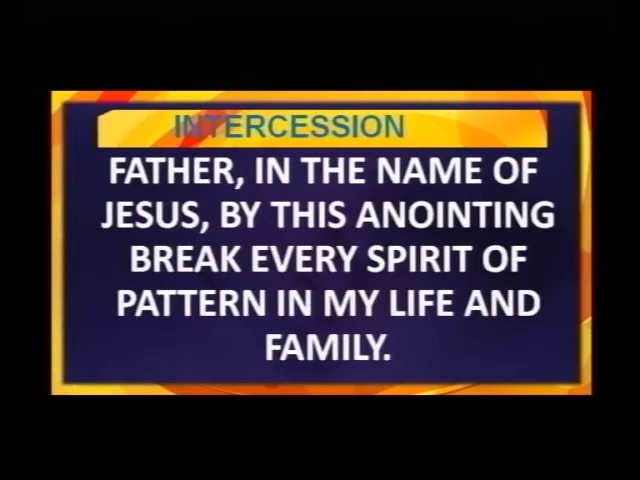 INTERCESSION
FATHER, IN THE NAME OF
JESUS, BY THIS ANOINTING
BREAK EVERY SPIRIT OF
PATTERN IN MY LIFE AND
FAMILY.